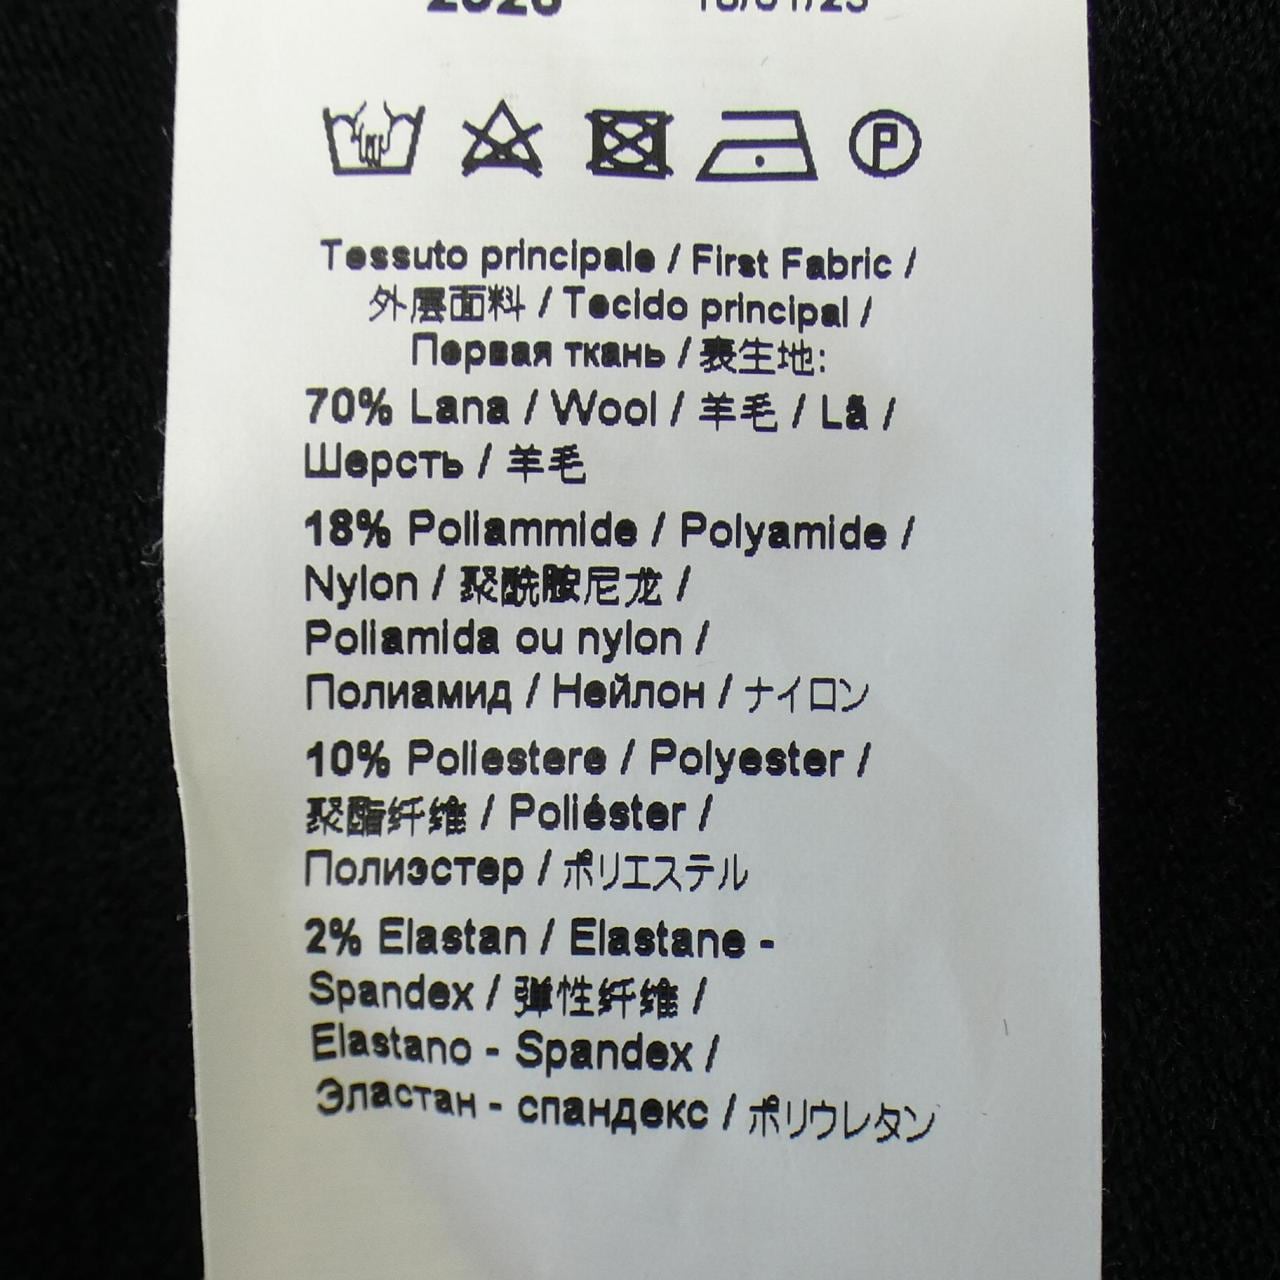 Tessuto principale / First Fabric /
外层面料 / Tecido principal /
Первая ткань / 表生地:
70% Lana / Wool / 羊毛 / Lã /
Шерсть / 羊毛
18% Poliammide / Polyamide /
Nylon / 聚酰胺尼龙 /
Poliamida ou nylon /
Полиамид / Нейлон / ナイロン
10% Poliestere / Polyester /
聚酯纤维 / Poliéster /
Полиэстер / ポリエステル
2% Elastan / Elastane -
Spandex / 弹性纤维 /
Elastano - Spandex /
Эластан - спандекс / ポリウレタン